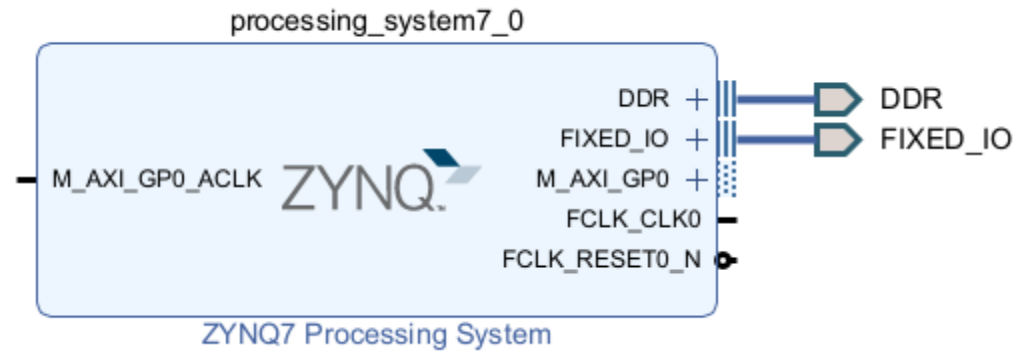 processing_system7_0
DDR
DDR
FIXED_IO
FIXED_IO
M_AXI_GP0_ACLK
ZYNQ
M_AXI_GP0
FCLK_CLK0
FCLK_RESET0_N
ZYNQ7 Processing System